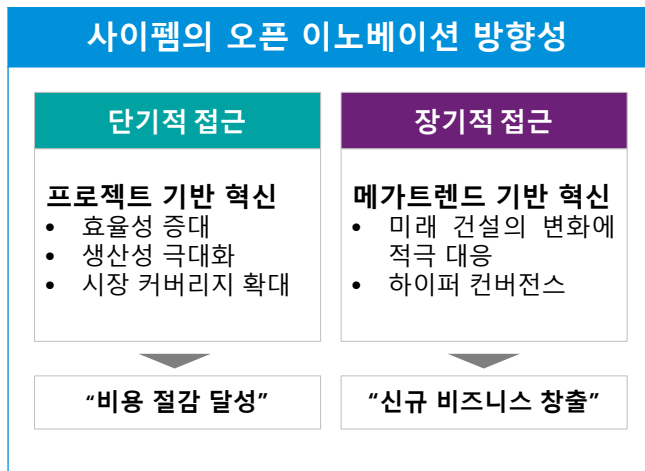 사이펨의 오픈 이노베이션 방향성
단기적 접근
프로젝트 기반 혁신
• 효율성 증대
• 생산성 극대화
• 시장 커버리지 확대
“비용 절감 달성”
장기적 접근
메가트렌드 기반 혁신
• 미래 건설의 변화에
적극 대응
• 하이퍼 컨버전스
“신규 비즈니스 창출”